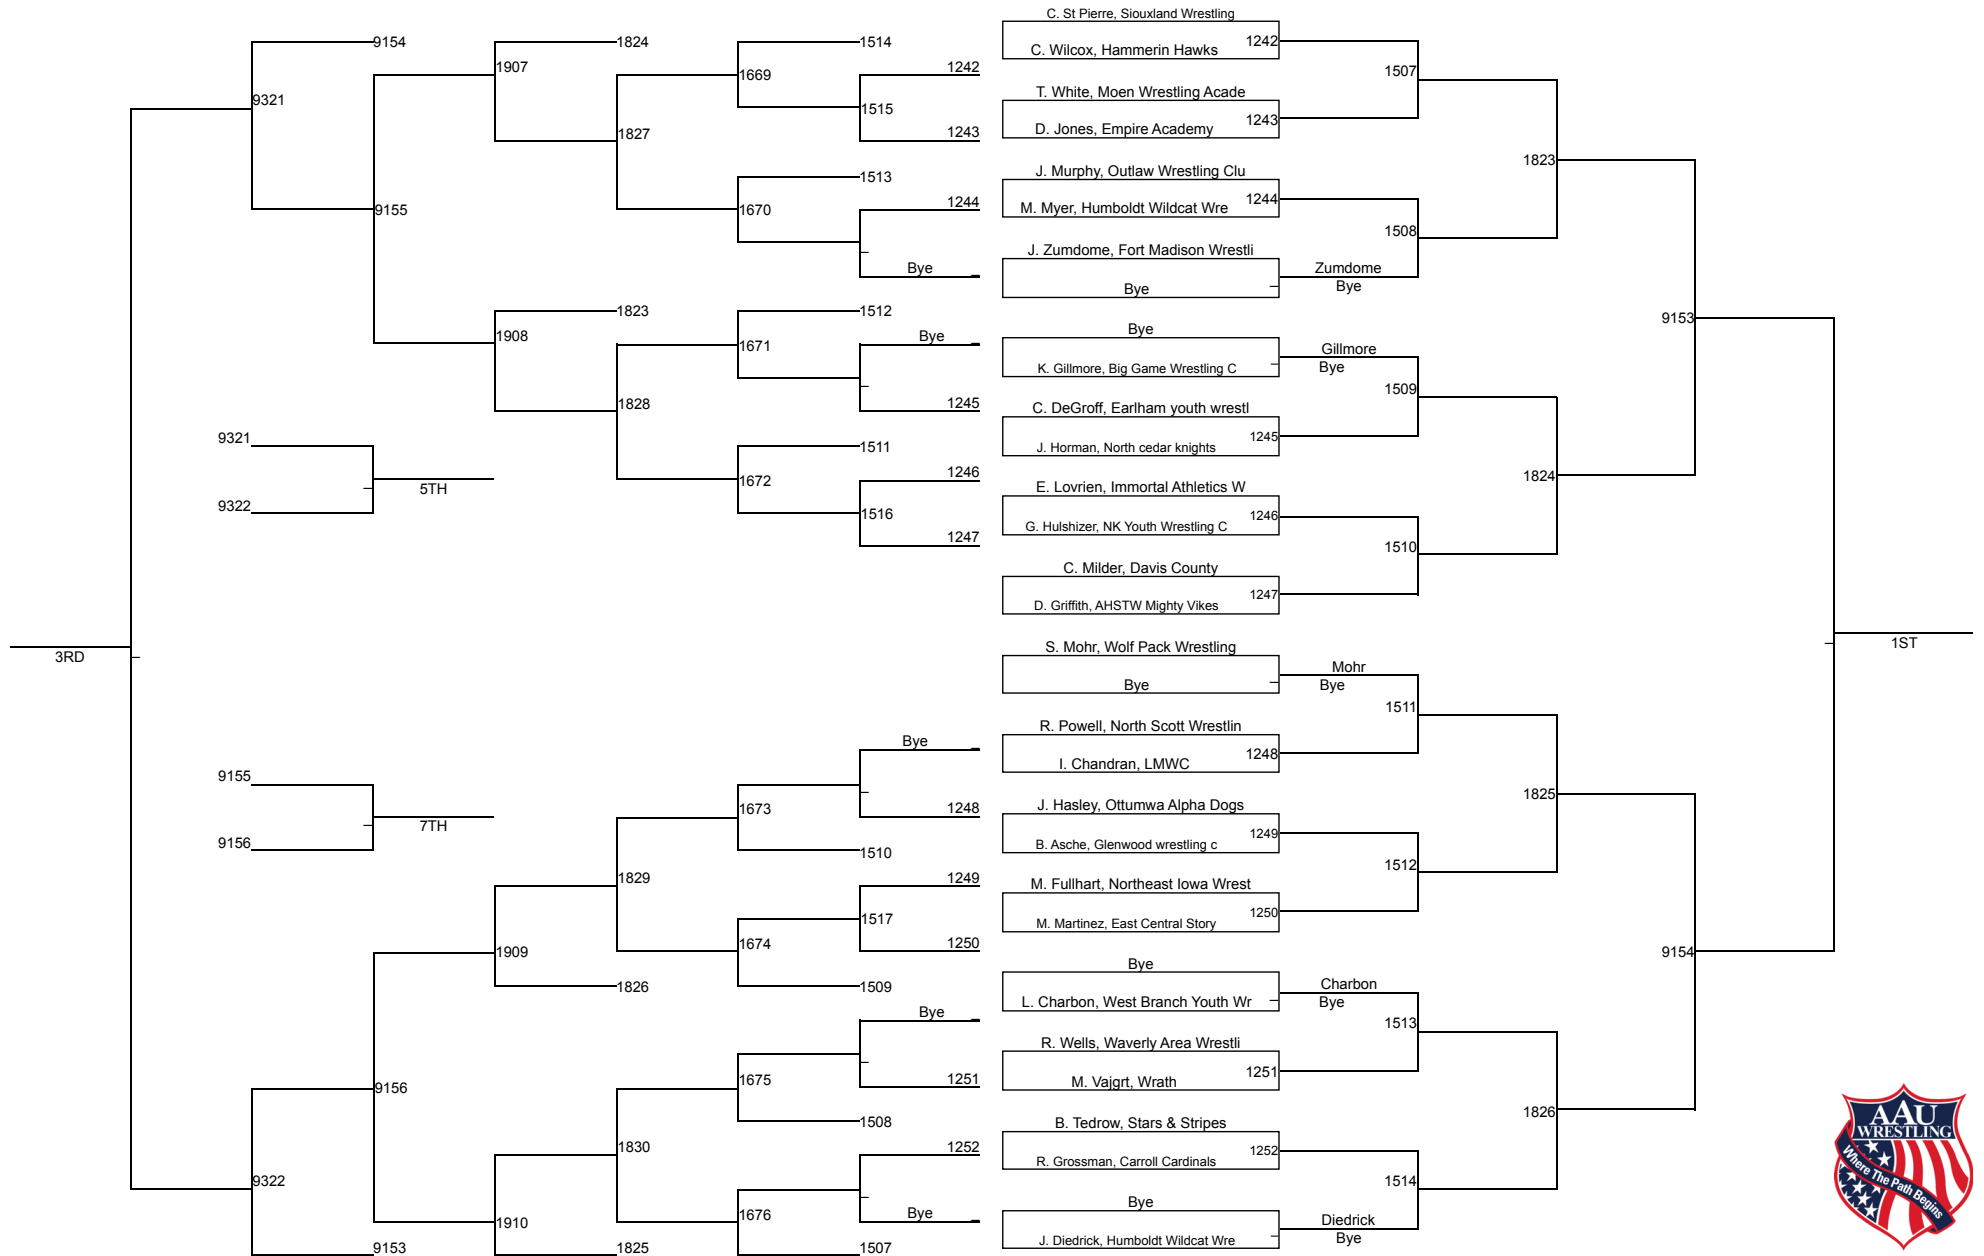 C. St Pierre, Siouxland Wrestling
9154
1824
1514
1242
C. Wilcox, Hammerin Hawks
1907
1669
1242
1507
T. White, Moen Wrestling Acade
9321
1515
1243
1827
1243
D. Jones, Empire Academy
1823
J. Murphy, Outlaw Wrestling Clu
1513
1244
1244
M. Myer, Humboldt Wildcat Wre
9155
1670
1508
J. Zumdome, Fort Madison Wrestli
Bye
Zumdome
Bye
Bye
1823
1512
9153
Bye
1908
Bye
1671
Gillmore
K. Gillmore, Big Game Wrestling C
Bye
1509
1828
1245
C. DeGroff, Earlham youth wrestl
9321
1245
1511
J. Horman, North cedar knights
1246
1824
1672
5TH
E. Lovrien, Immortal Athletics W
9322
1516
1246
G. Hulshizer, NK Youth Wrestling C
1247
1510
C. Milder, Davis County
1247
D. Griffith, AHSTW Mighty Vikes
3RD
S. Mohr, Wolf Pack Wrestling
1ST
Mohr
Bye
Bye
1511
R. Powell, North Scott Wrestlin
Bye
1248
I. Chandran, LMWC
9155
1825
1673
1248
J. Hasley, Ottumwa Alpha Dogs
7TH
1249
9156
B. Asche, Glenwood wrestling c
1510
1512
1829
1249
M. Fullhart, Northeast Iowa Wrest
1517
1250
M. Martinez, East Central Story
1674
1250
1909
9154
Bye
1826
1509
Charbon
L. Charbon, West Branch Youth Wr
Bye
Bye
1513
R. Wells, Waverly Area Wrestli
1251
9156
1675
1251
M. Vajgrt, Wrath
1826
1508
B. Tedrow, Stars & Stripes
1830
1252
1252
R. Grossman, Carroll Cardinals
9322
1514
Bye
1910
1676
Bye
Diedrick
J. Diedrick, Humboldt Wildcat Wre
Bye
9153
1825
1507
AAU
WRESTLING
Where The Path Begins